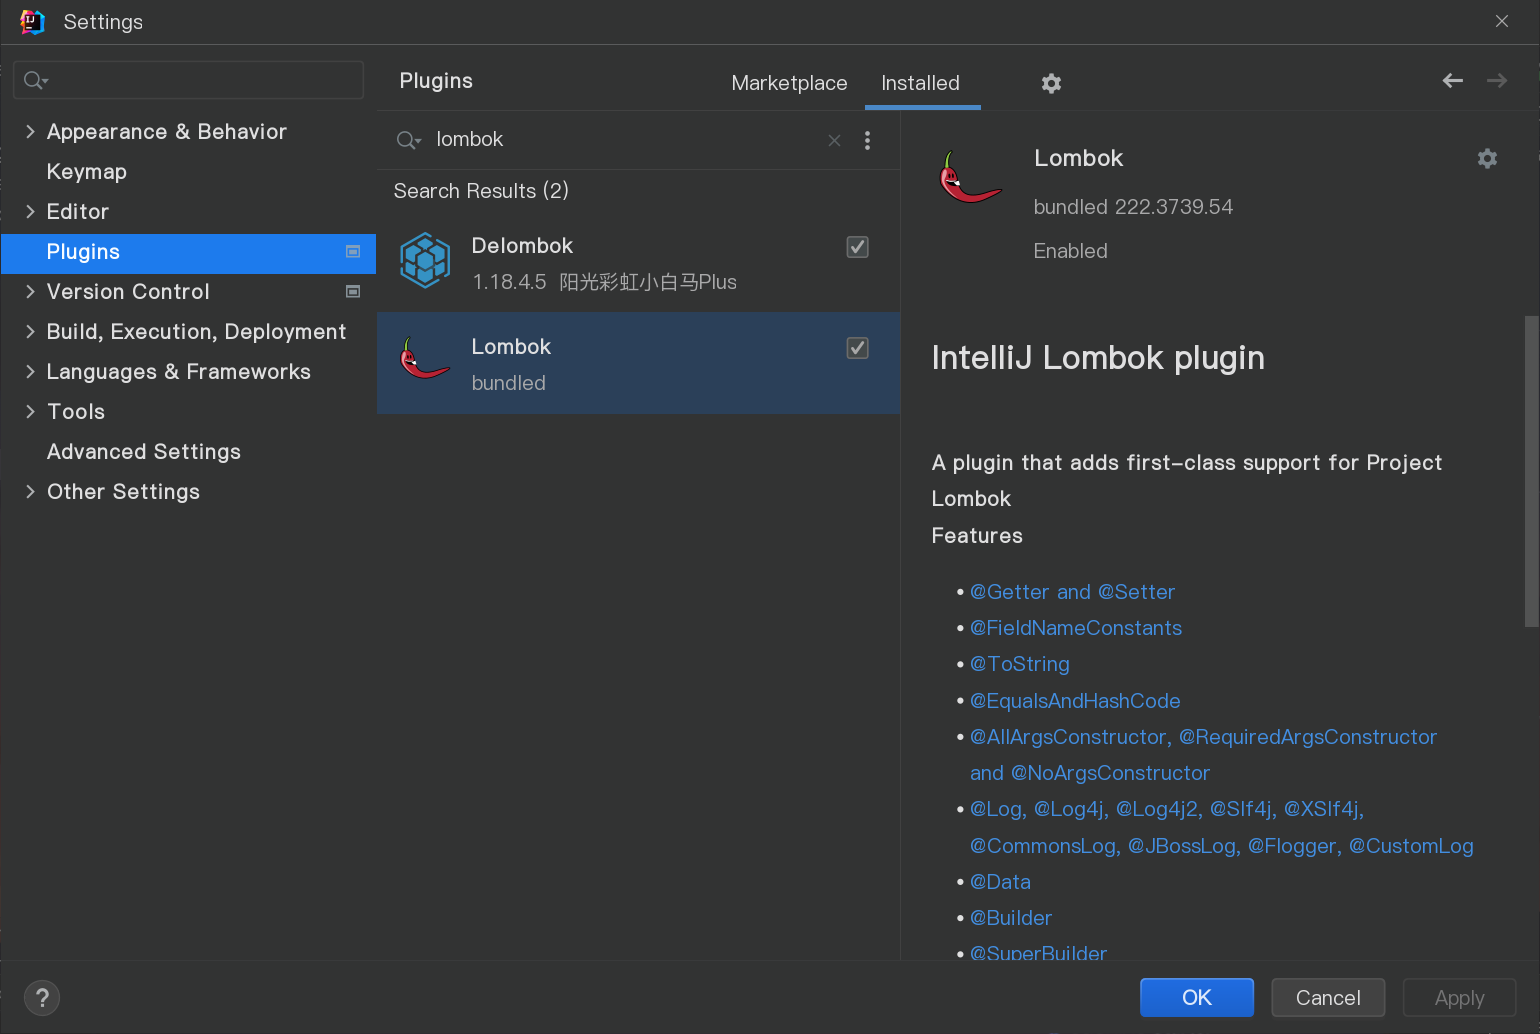 Settings
Plugins
Marketplace
Installed
Appearance & Behavior
Keymap
Editor
Plugins
Version Control
Build, Execution, Deployment
Languages & Frameworks
Tools
Advanced Settings
Other Settings
lombok
Search Results (2)
Delombok
1.18.4.5 阳光彩虹小白马Plus
Lombok
bundled
Lombok
bundled 222.3739.54
Enabled
IntelliJ Lombok plugin
A plugin that adds first-class support for Project
Lombok
Features
• @Getter and @Setter
• @FieldNameConstants
• @ToString
• @EqualsAndHashCode
• @AllArgsConstructor, @RequiredArgsConstructor
and @NoArgsConstructor
• @Log, @Log4j, @Log4j2, @Slf4j, @XSlf4j,
@CommonsLog, @JBossLog, @Flogger, @CustomLog
• @Data
• @Builder
• @SuperBuilder
?
OK
Cancel
Apply